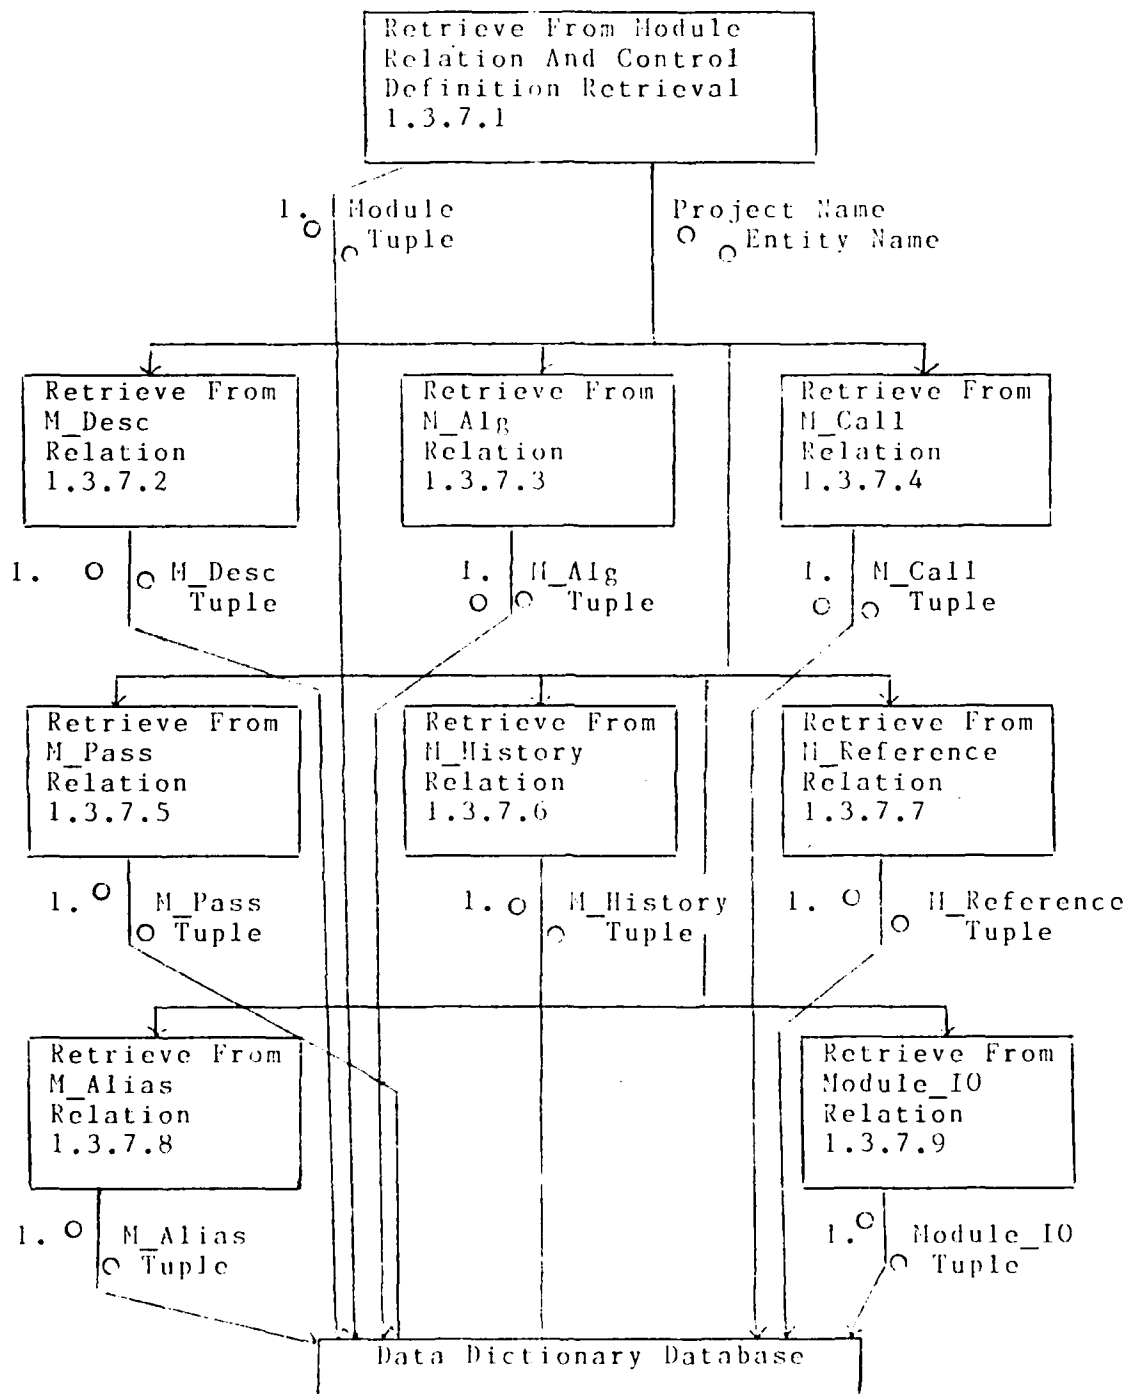 Retrieve From Module
Relation And Control
Definition Retrieval
1.3.7.1
1. Module
Tuple
Project Name
Entity Name
Retrieve From
M_Desc
Relation
1.3.7.2
Retrieve From
M_Alg
Relation
1.3.7.3
Retrieve From
M_Call
Relation
1.3.7.4
1. M_Desc
Tuple
1. M_Alg
Tuple
1. M_Call
Tuple
Retrieve From
M_Pass
Relation
1.3.7.5
Retrieve From
M_History
Relation
1.3.7.6
Retrieve From
M_Reference
Relation
1.3.7.7
1. M_Pass
Tuple
1. M_History
Tuple
1. M_Reference
Tuple
Retrieve From
M_Alias
Relation
1.3.7.8
Retrieve From
Module_IO
Relation
1.3.7.9
1. M_Alias
Tuple
1. Module_IO
Tuple
Data Dictionary Database